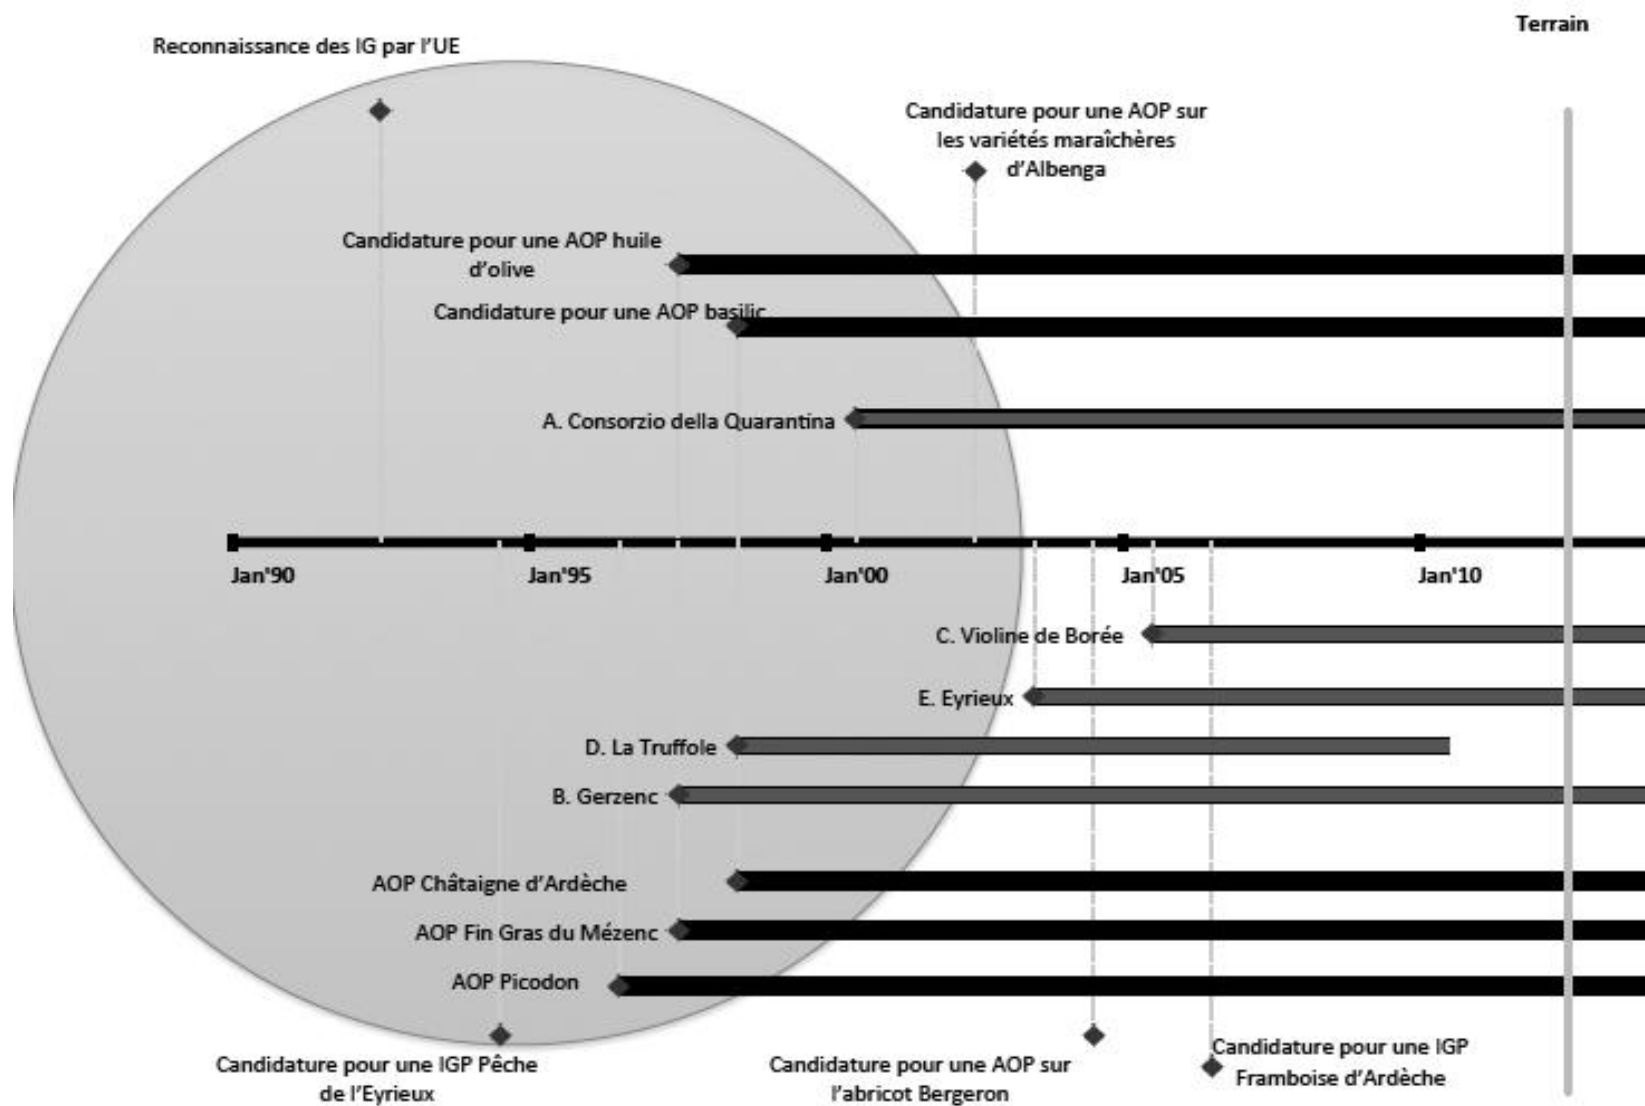 Terrain
Reconnaissance des IG par l'UE
Candidature pour une AOP sur
les variétés maraîchères
d'Albenga
Candidature pour une AOP huile
d'olive
Candidature pour une AOP basilic
A. Consorzio della Quarantina
Jan'90
Jan'95
Jan'00
Jan'05
Jan'10
C. Violine de Borée
E. Eyrieux
D. La Truffole
B. Gerzenc
AOP Châtaigne d'Ardèche
AOP Fin Gras du Mézenc
AOP Picodon
Candidature pour une IGP Pêche
de l'Eyrieux
Candidature pour une AOP sur
l'abricot Bergeron
Candidature pour une IGP
Framboise d'Ardèche